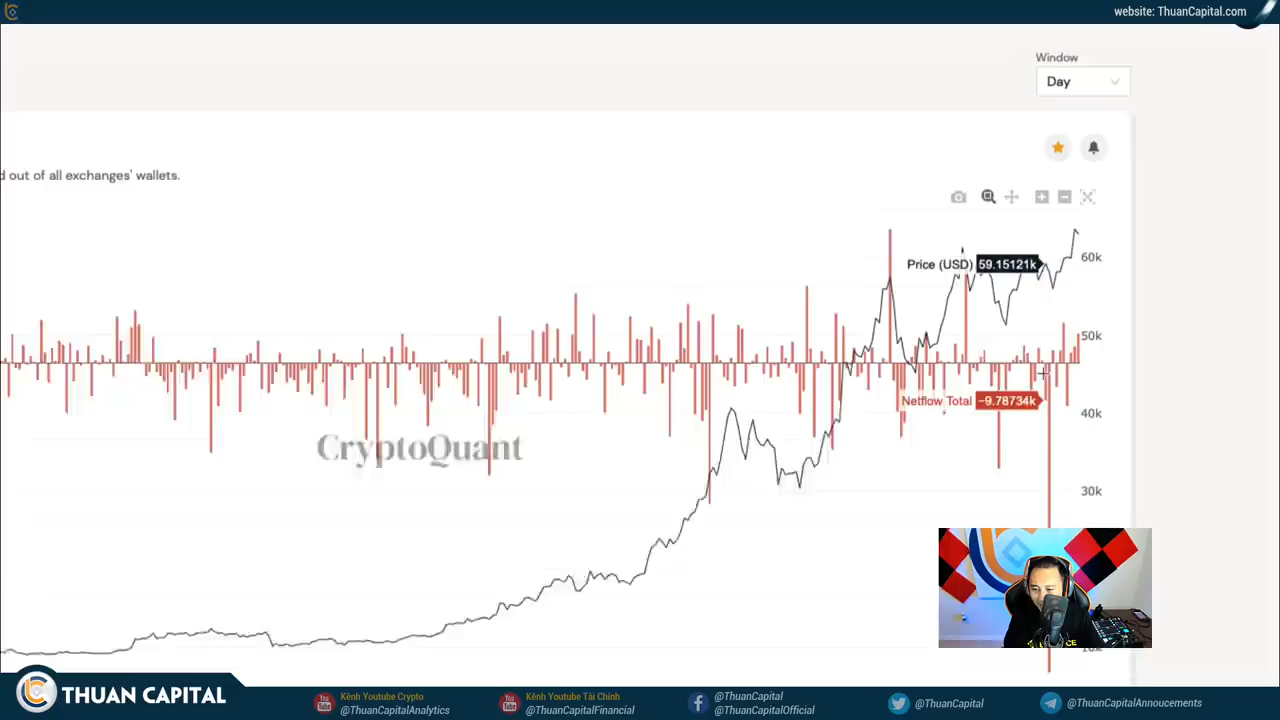 website: ThuanCapital.com
Window
Day
d out of all exchanges' wallets.
Price (USD) 59.15121k
60k
50k
Netflow Total −9.78734k
40k
CryptoQuant
30k
THUAN CAPITAL
Kênh Youtube Crypto
@ThuanCapitalAnalytics
Kênh Youtube Tài Chính
@ThuanCapitalFinancial
@ThuanCapital
@ThuanCapitalOfficial
@ThuanCapital
@ThuanCapitalAnnoucements